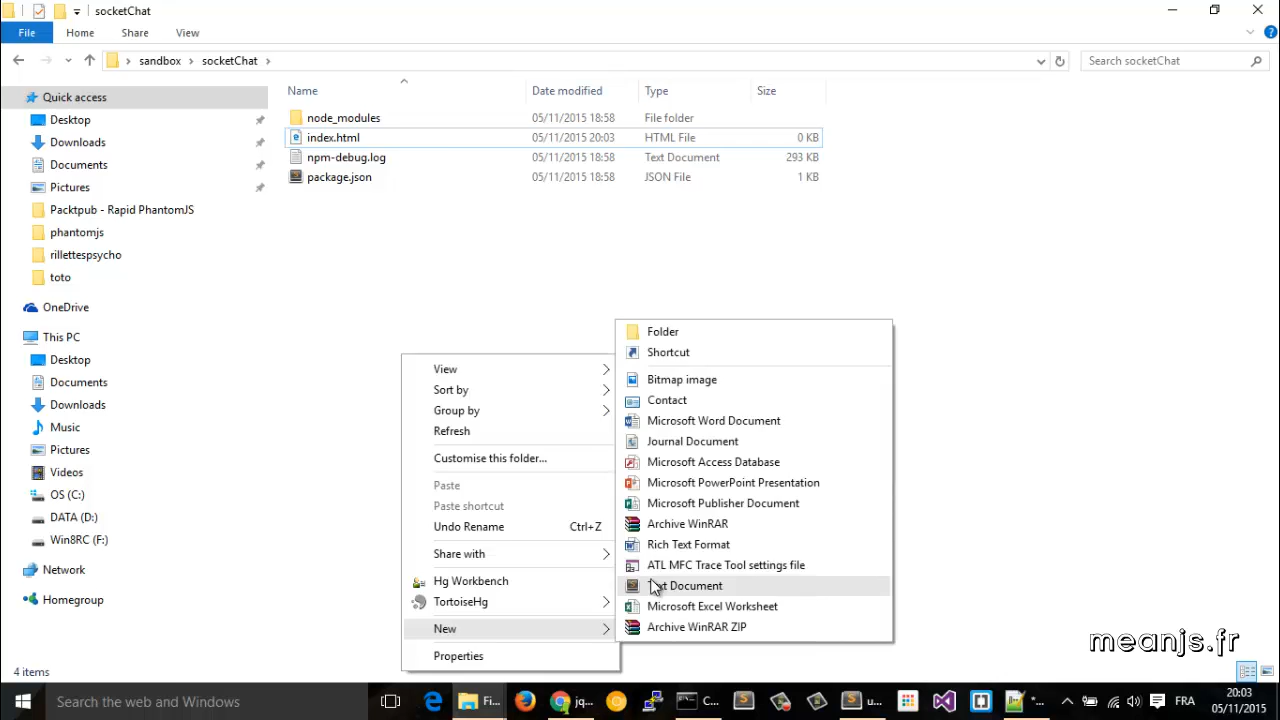 socketChat
File Home Share View
sandbox socketChat Search socketChat
Name Date modified Type Size
Quick access
Desktop
Downloads
Documents
Pictures
Packtpub - Rapid PhantomJS
phantomjs
rillettespycho
toto
OneDrive
This PC
Desktop
Documents
Downloads
Music
Pictures
Videos
OS (C:)
DATA (D:)
Win8RC (F:)
Network
Homegroup
node_modules 05/11/2015 18:58 File folder
index.html 05/11/2015 20:03 HTML File 0 KB
npm-debug.log 05/11/2015 18:58 Text Document 293 KB
package.json 05/11/2015 18:58 JSON File 1 KB
View
Sort by
Group by
Refresh
Customise this folder...
Paste
Paste shortcut
Undo Rename Ctrl+Z
Share with
Hg Workbench
TortoiseHg
New
Properties
Folder
Shortcut
Bitmap image
Contact
Microsoft Word Document
Journal Document
Microsoft Access Database
Microsoft PowerPoint Presentation
Microsoft Publisher Document
Archive WinRAR
Rich Text Format
ATL MFC Trace Tool settings file
Text Document
Microsoft Excel Worksheet
Archive WinRAR ZIP
meanjs.fr
4 items
Search the web and Windows
Fi...
jq...
C...
u...
FRA
20:03
05/11/2015